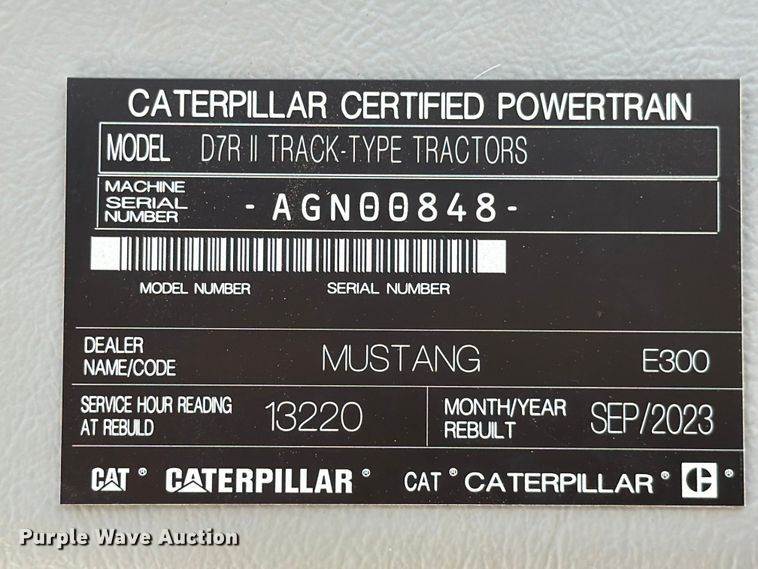 CATERPILLAR CERTIFIED POWERTRAIN
MODEL D7R II TRACK-TYPE TRACTORS
MACHINE
SERIAL
NUMBER
-AGN00848-
MODEL NUMBER SERIAL NUMBER
DEALER
NAME/CODE
MUSTANG E300
SERVICE HOUR READING
AT REBUILD
13220
MONTH/YEAR
REBUILT
SEP/2023
CAT ® CATERPILLAR ® CAT ® CATERPILLAR ® C ®
Purple Wave Auction